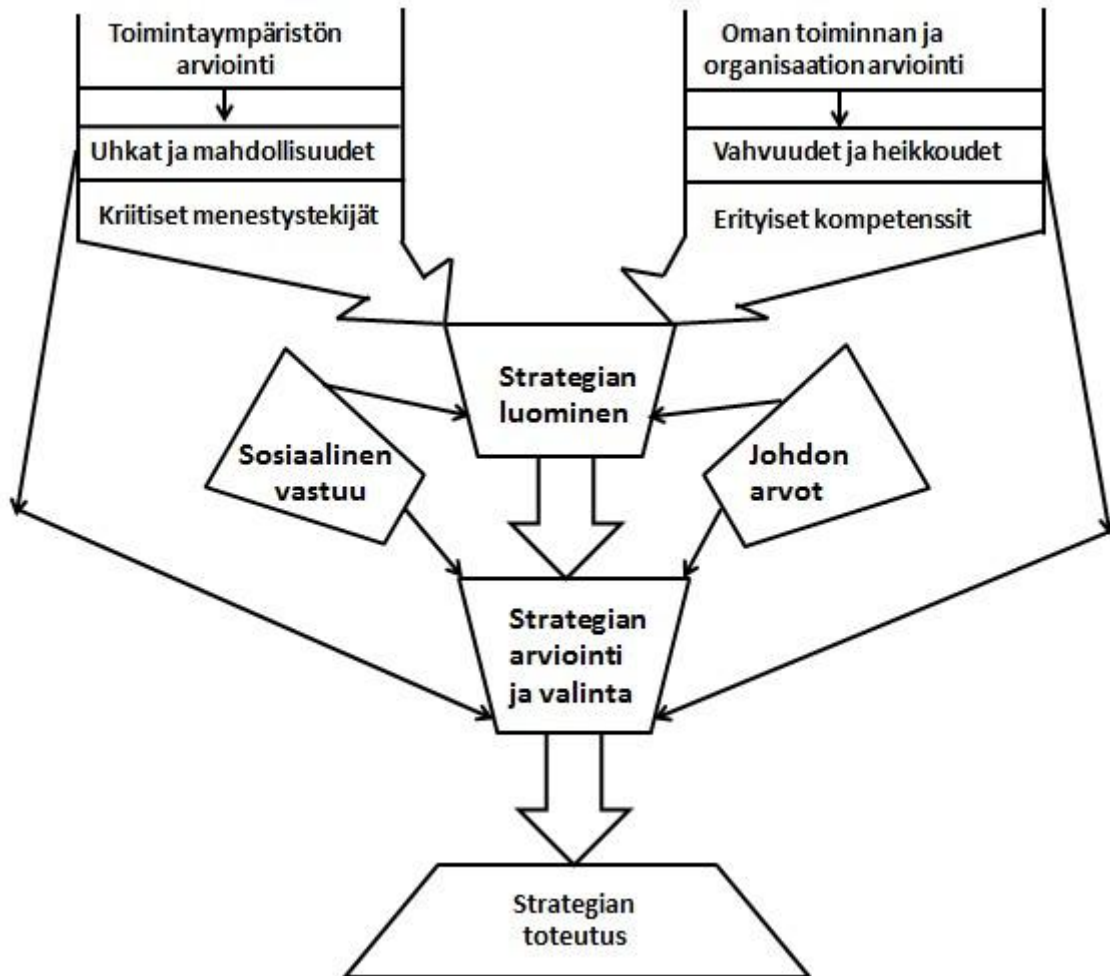 Toimintaympäristön
arviointi
Uhkat ja mahdollisuudet
Kriitiset menestystekijät
Oman toiminnan ja
organisaation arviointi
Vahvuudet ja heikkoudet
Erityiset kompetenssit
Strategian
luominen
Sosiaalinen
vastuu
Johdon
arvot
Strategian
arviointi
ja valinta
Strategian
toteutus